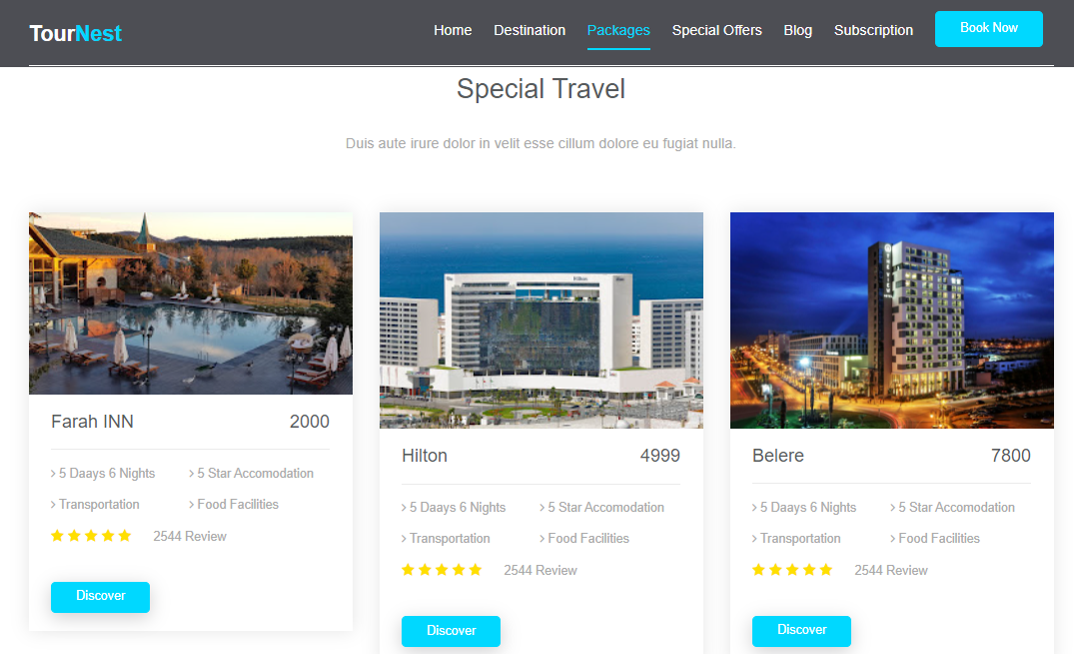 TourNest
Home Destination Packages Special Offers Blog Subscription Book Now
Special Travel
Duis aute irure dolor in velit esse cillum dolore eu fugiat nulla.
Farah INN 2000
5 Daays 6 Nights 5 Star Accomodation
Transportation Food Facilities
2544 Review
Discover
Hilton 4999
5 Daays 6 Nights 5 Star Accomodation
Transportation Food Facilities
2544 Review
Discover
Belere 7800
5 Daays 6 Nights 5 Star Accomodation
Transportation Food Facilities
2544 Review
Discover